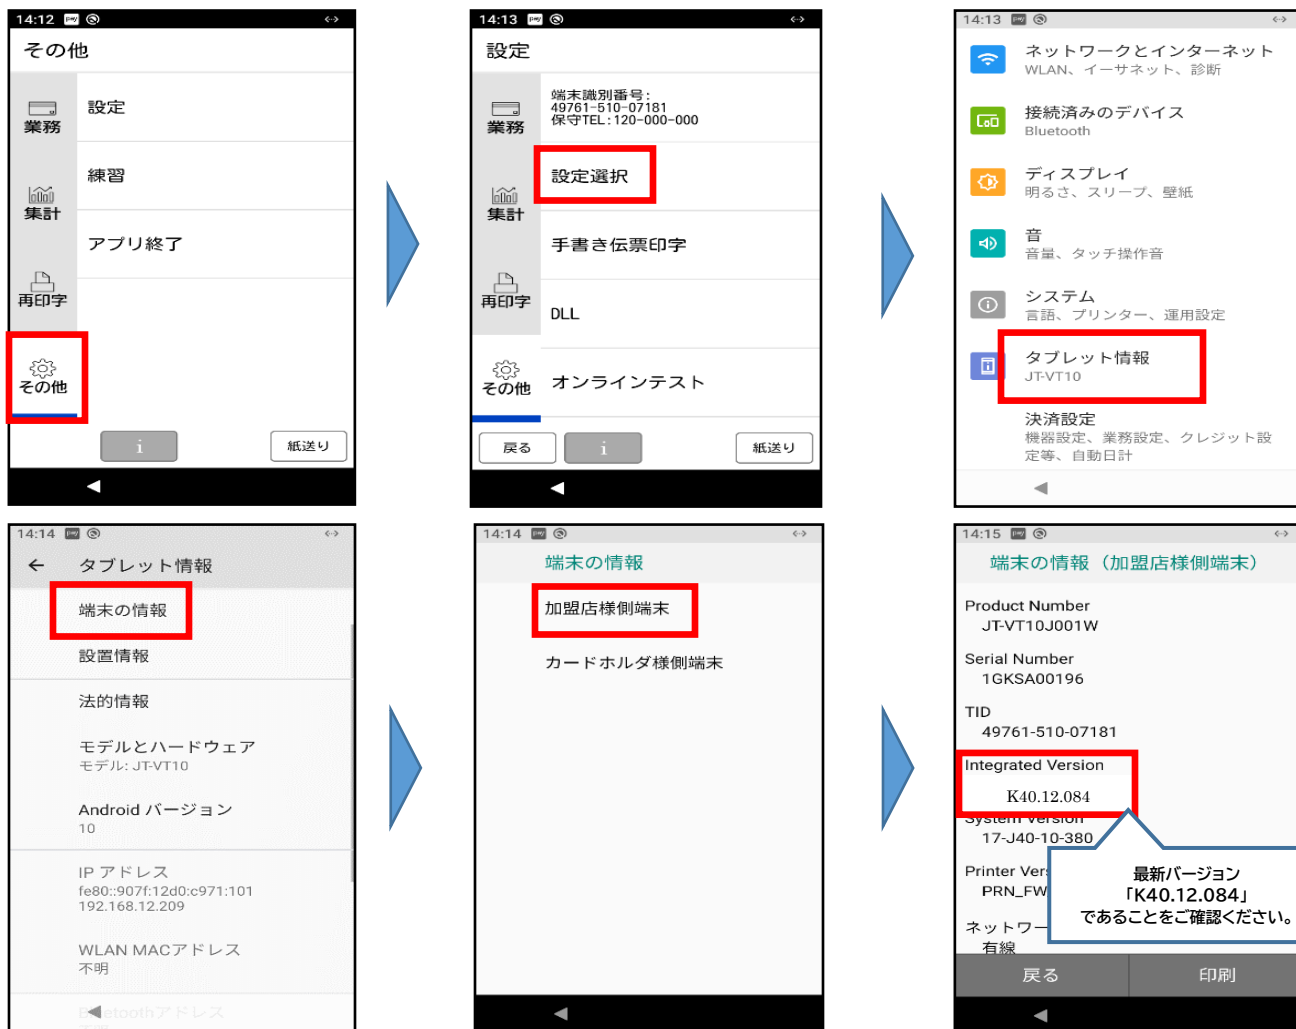 14:12
その他
業務
設定
練習
集計
アプリ終了
再印字
その他
i
紙送り
14:13
設定
業務
端末識別番号:
49761-510-07181
保守TEL:120-000-000
設定選択
集計
手書き伝票印字
再印字
DLL
その他
オンラインテスト
戻る
i
紙送り
14:13
ネットワークとインターネット
WLAN、イーサネット、診断
接続済みのデバイス
Bluetooth
ディスプレイ
明るさ、スリープ、壁紙
音
音量、タッチ操作音
システム
言語、プリンター、運用設定
タブレット情報
JT-VT10
決済設定
機器設定、業務設定、クレジット設
定等、自動日計
14:14
タブレット情報
端末の情報
設置情報
法的情報
モデルとハードウェア
モデル: JT-VT10
Android バージョン
10
IP アドレス
fe80::907f:12d0:c971:101
192.168.12.209
WLAN MACアドレス
不明
14:14
端末の情報
加盟店様側端末
カードホルダ様側端末
14:15
端末の情報（加盟店様側端末）
Product Number
JT-VT10J001W
Serial Number
1GKSA00196
TID
49761-510-07181
Integrated Version
K40.12.084
System Version
17-J40-10-380
Printer Ver
PRN_FW
ネットワー
有線
最新バージョン
「K40.12.084」
であることをご確認ください。
戻る
印刷